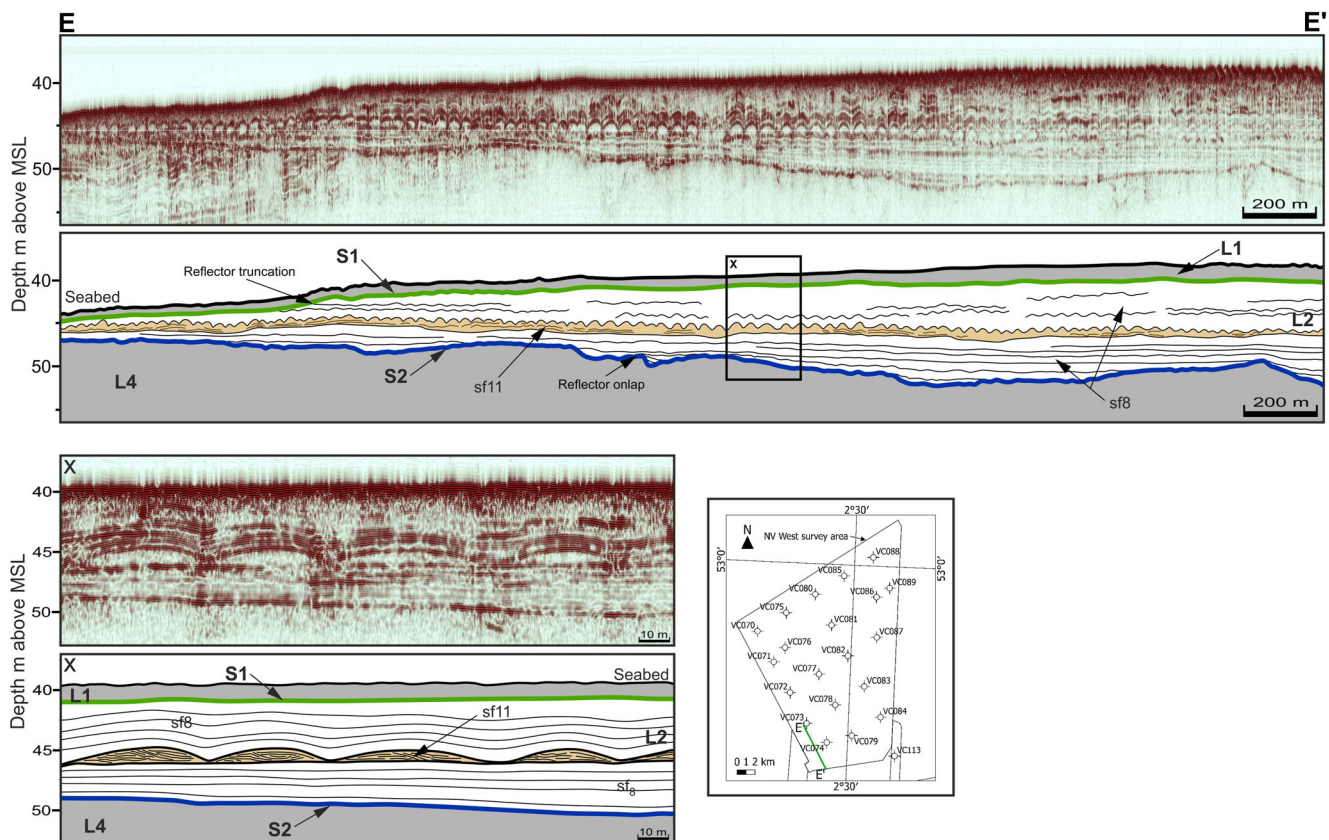 E E'
Depth m above MSL
40
50
200 m
Depth m above MSL
Reflector truncation
S1
L1
x
40
Seabed
L2
50
L4
S2
sf11
Reflector onlap
sf8
200 m
X
40
45
50
10 m
Depth m above MSL
X
Seabed
S1
40
L1
sf8
sf11
L2
45
sf8
50
L4
S2
10 m
2°30'
N
NV West survey area
53°0'
53°0'
VC088
VC085
VC089
VC080
VC086
VC075
VC070
VC081
VC087
VC076
VC082
VC071
VC077
VC083
VC072
VC078
VC084
VC073
E
VC079
VC074
VC113
E'
0 1 2 km
2°30'